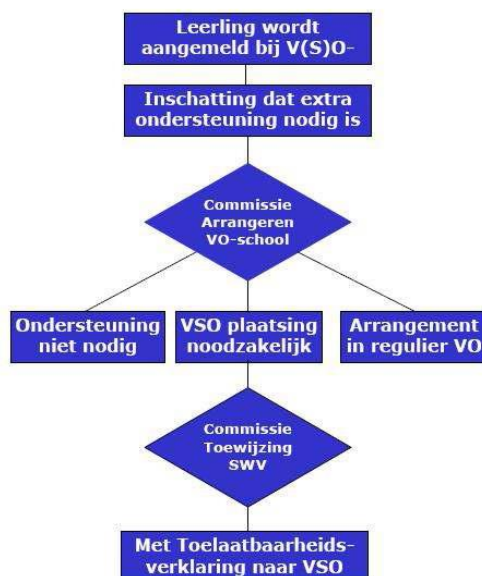 Leerling wordt
aangemeld bij V(S)O-
Inschatting dat extra
ondersteuning nodig is
Commissie
Arrangeren
VO-school
Ondersteuning
niet nodig
VSO plaatsing
noodzakelijk
Arrangement
in regulier VO
Commissie
Toewijzing
SWV
Met Toelaatbaarheids-
verklaring naar VSO